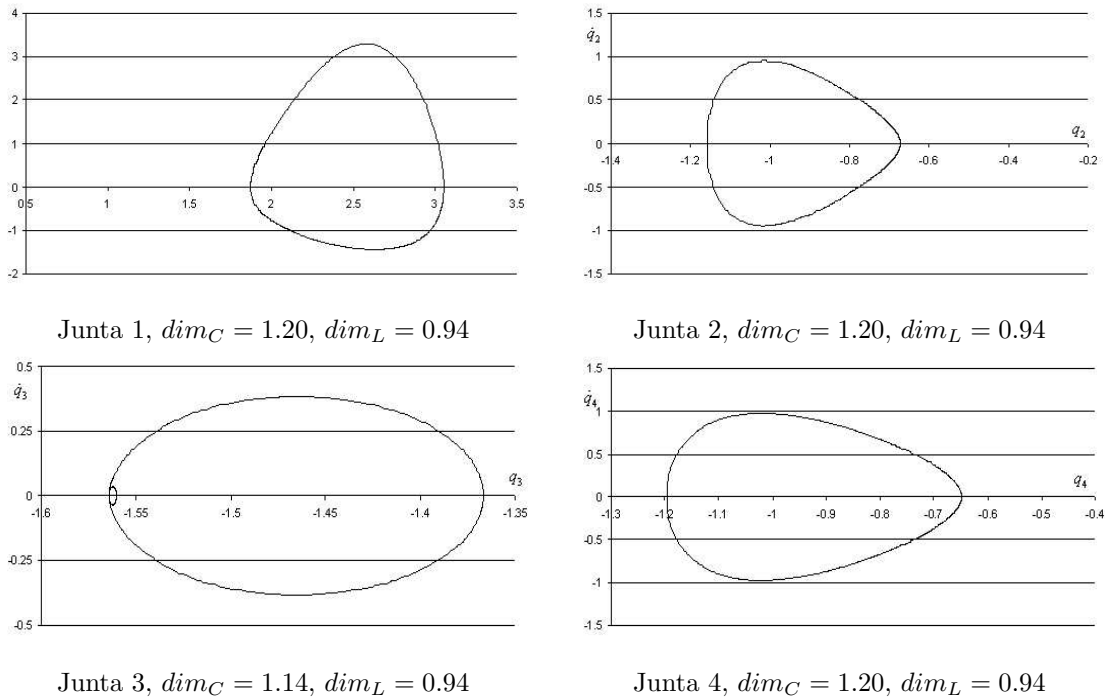 4
3
2
1
0
-1
-2
0.5 1 1.5 2 2.5 3 3.5
1.5
q̇₂
1
0.5
0
q₂
-1.4 -1.2 -1 -0.8 -0.6 -0.4 -0.2
-0.5
-1
-1.5
Junta 1, dim_C = 1.20, dim_L = 0.94
Junta 2, dim_C = 1.20, dim_L = 0.94
0.5
q̇₃
0.25
0
q₃
-1.6 -1.55 -1.5 -1.45 -1.4 -1.35
-0.25
-0.5
1.5
q̇₄
1
0.5
0
q₄
-1.3 -1.2 -1.1 -1 -0.9 -0.8 -0.7 -0.6 -0.5 -0.4
-0.5
-1
-1.5
Junta 3, dim_C = 1.14, dim_L = 0.94
Junta 4, dim_C = 1.20, dim_L = 0.94